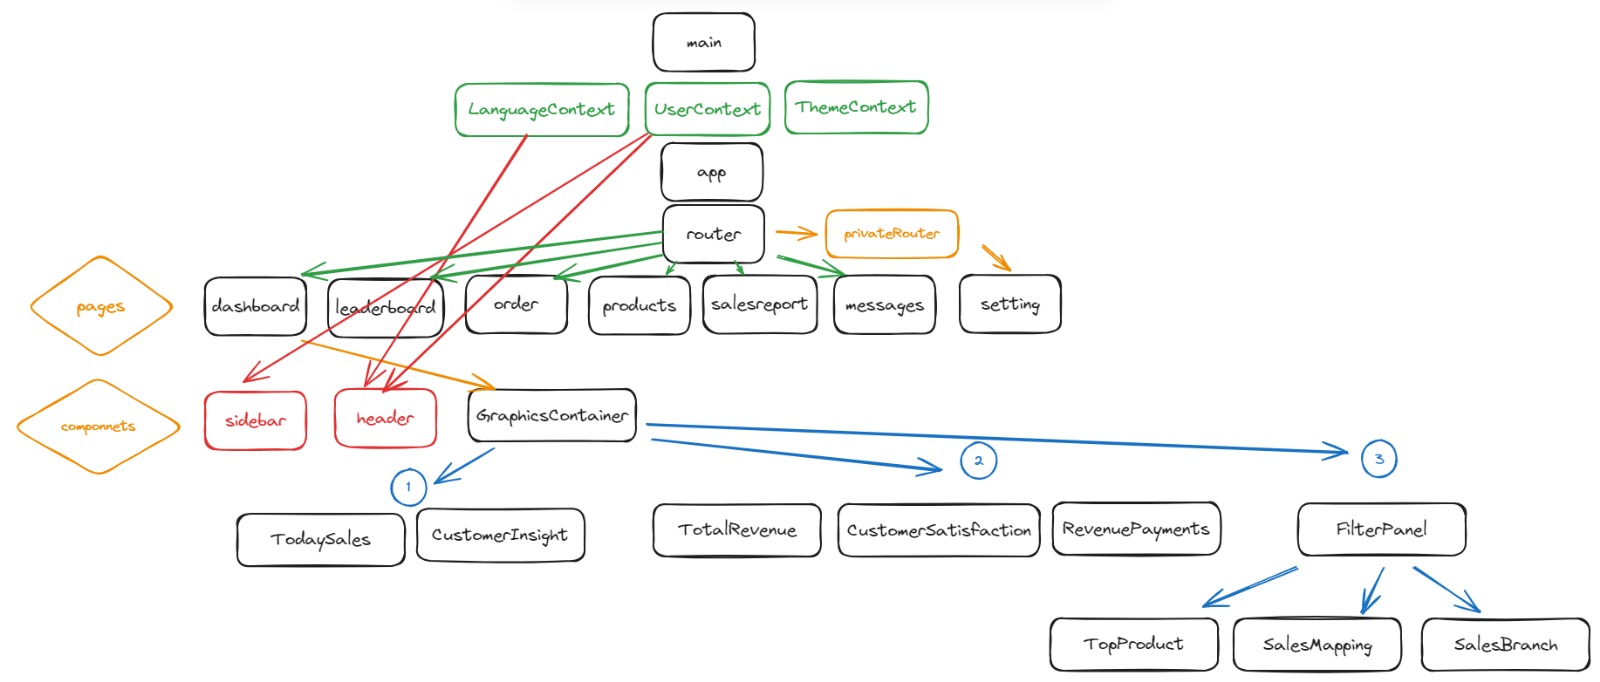 main
LanguageContext
UserContext
ThemeContext
app
router
privateRouter
pages
dashboard
leaderboard
order
products
salesreport
messages
setting
componnets
sidebar
header
GraphicsContainer
1
2
3
TodaySales
CustomerInsight
TotalRevenue
CustomerSatisfaction
RevenuePayments
FilterPanel
TopProduct
SalesMapping
SalesBranch